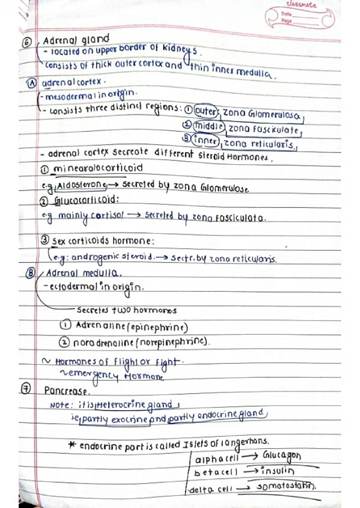 classmate
Date
Page
⑥ Adrenal gland
- located on upper border of kidneys.
consists of thick outer cortex and thin inner medulla.
Ⓐ adrenal cortex.
- mesodermal in origin.
- consists three distinct regions: ① outer, zona Glomerulosa,
② middle, zona fascikulate,
③ inner, zona reticularis,
- adrenal cortex secreate different steroid Hormones.
① mineralocorticoid
e.g. Aldosterone → secreted by zona Glomerulose
② Glucocorticoid:
eg mainly cortisol → Secreted by zona fasciculata.
③ Sex corticoids hormone:
eg: androgenic steroid. → Sectr. by zona reticularis.
Ⓑ Adrenal medulla.
- ectodermal in origin.
Secretes two hormones
① Adrenaline (epinephrine)
② noradrenaline (norepinephrine).
~ Hormones of Flight or Fight.
~ emergency Hormone
⑦ Pancrease.
Note: it is Heterocrine gland,
partly exocrine and partly endocrine gland,
* endocrine part is called Islets of langerhans.
alpha cell → Glucagon
beta cell → insulin
delta cell → somatostatin.